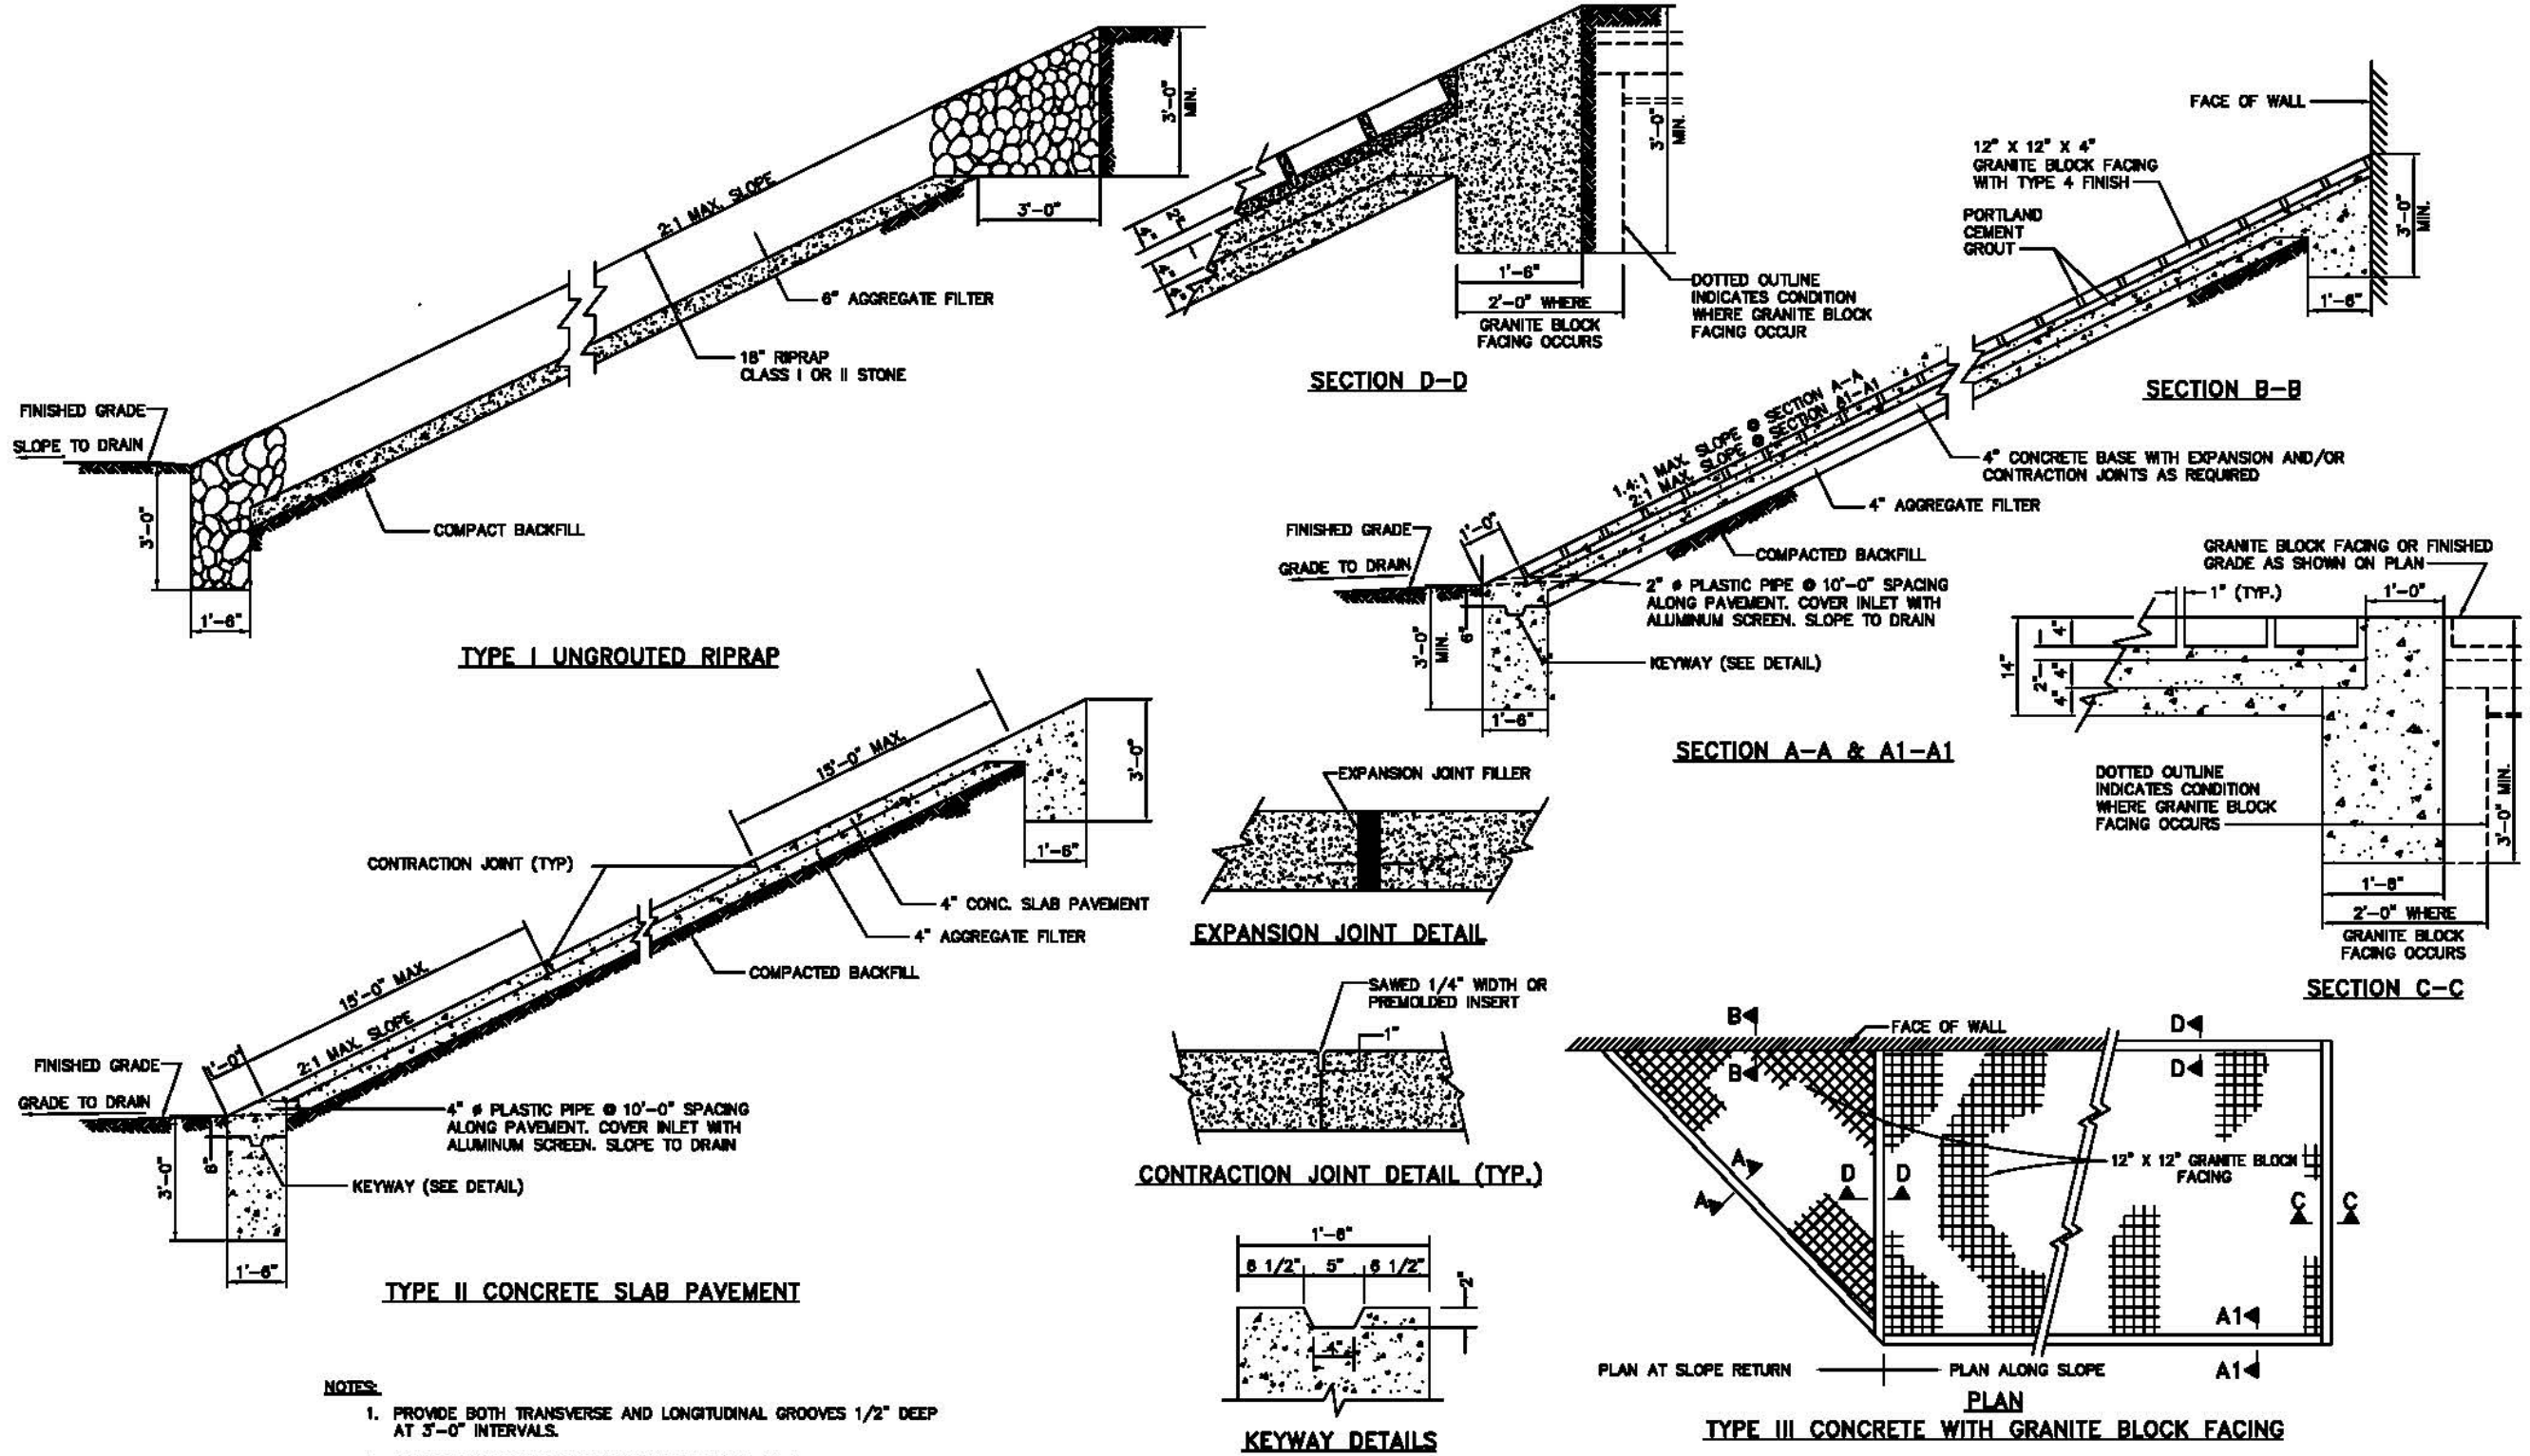 3'-0"
MIN.
3'-0"
2:1 MAX. SLOPE
6" AGGREGATE FILTER
18" RIPRAP
CLASS I OR II STONE
FINISHED GRADE
SLOPE TO DRAIN
3'-0"
COMPACT BACKFILL
1'-6"
TYPE I UNGROUTED RIPRAP
2"
4"
4"
4"
3'-0"
MIN.
1'-6"
2'-0" WHERE
GRANITE BLOCK
FACING OCCURS
DOTTED OUTLINE
INDICATES CONDITION
WHERE GRANITE BLOCK
FACING OCCUR
SECTION D-D
FACE OF WALL
12" X 12" X 4"
GRANITE BLOCK FACING
WITH TYPE 4 FINISH
PORTLAND
CEMENT
GROUT
3'-0"
MIN.
1'-6"
SECTION B-B
1.4:1 MAX. SLOPE @ SECTION A-A
2:1 MAX. SLOPE @ SECTION A1-A1
4" CONCRETE BASE WITH EXPANSION AND/OR
CONTRACTION JOINTS AS REQUIRED
4" AGGREGATE FILTER
FINISHED GRADE
1'-0"
COMPACTED BACKFILL
GRADE TO DRAIN
2" ø PLASTIC PIPE @ 10'-0" SPACING
ALONG PAVEMENT. COVER INLET WITH
ALUMINUM SCREEN. SLOPE TO DRAIN
3'-0"
MIN.
6"
KEYWAY (SEE DETAIL)
1'-6"
SECTION A-A & A1-A1
GRANITE BLOCK FACING OR FINISHED
GRADE AS SHOWN ON PLAN
1" (TYP.)
1'-0"
14"
4"
2"
4"
4"
DOTTED OUTLINE
INDICATES CONDITION
WHERE GRANITE BLOCK
FACING OCCURS
3'-0" MIN.
1'-6"
2'-0" WHERE
GRANITE BLOCK
FACING OCCURS
SECTION C-C
15'-0" MAX.
3'-0"
1'-6"
CONTRACTION JOINT (TYP)
4" CONC. SLAB PAVEMENT
4" AGGREGATE FILTER
COMPACTED BACKFILL
15'-0" MAX.
2:1 MAX. SLOPE
1'-0"
FINISHED GRADE
GRADE TO DRAIN
4" ø PLASTIC PIPE @ 10'-0" SPACING
ALONG PAVEMENT. COVER INLET WITH
ALUMINUM SCREEN. SLOPE TO DRAIN
3'-0"
6"
KEYWAY (SEE DETAIL)
1'-6"
TYPE II CONCRETE SLAB PAVEMENT
EXPANSION JOINT FILLER
EXPANSION JOINT DETAIL
SAWED 1/4" WIDTH OR
PREMOLDED INSERT
1"
CONTRACTION JOINT DETAIL (TYP.)
1'-6"
6 1/2" 5" 6 1/2"
2"
4"
KEYWAY DETAILS
B
FACE OF WALL
D
B
D
A
A
D
D
12" X 12" GRANITE BLOCK
FACING
C
C
A1
A1
PLAN AT SLOPE RETURN
PLAN ALONG SLOPE
PLAN
TYPE III CONCRETE WITH GRANITE BLOCK FACING
NOTES:
1. PROVIDE BOTH TRANSVERSE AND LONGITUDINAL GROOVES 1/2" DEEP
AT 3'-0" INTERVALS.